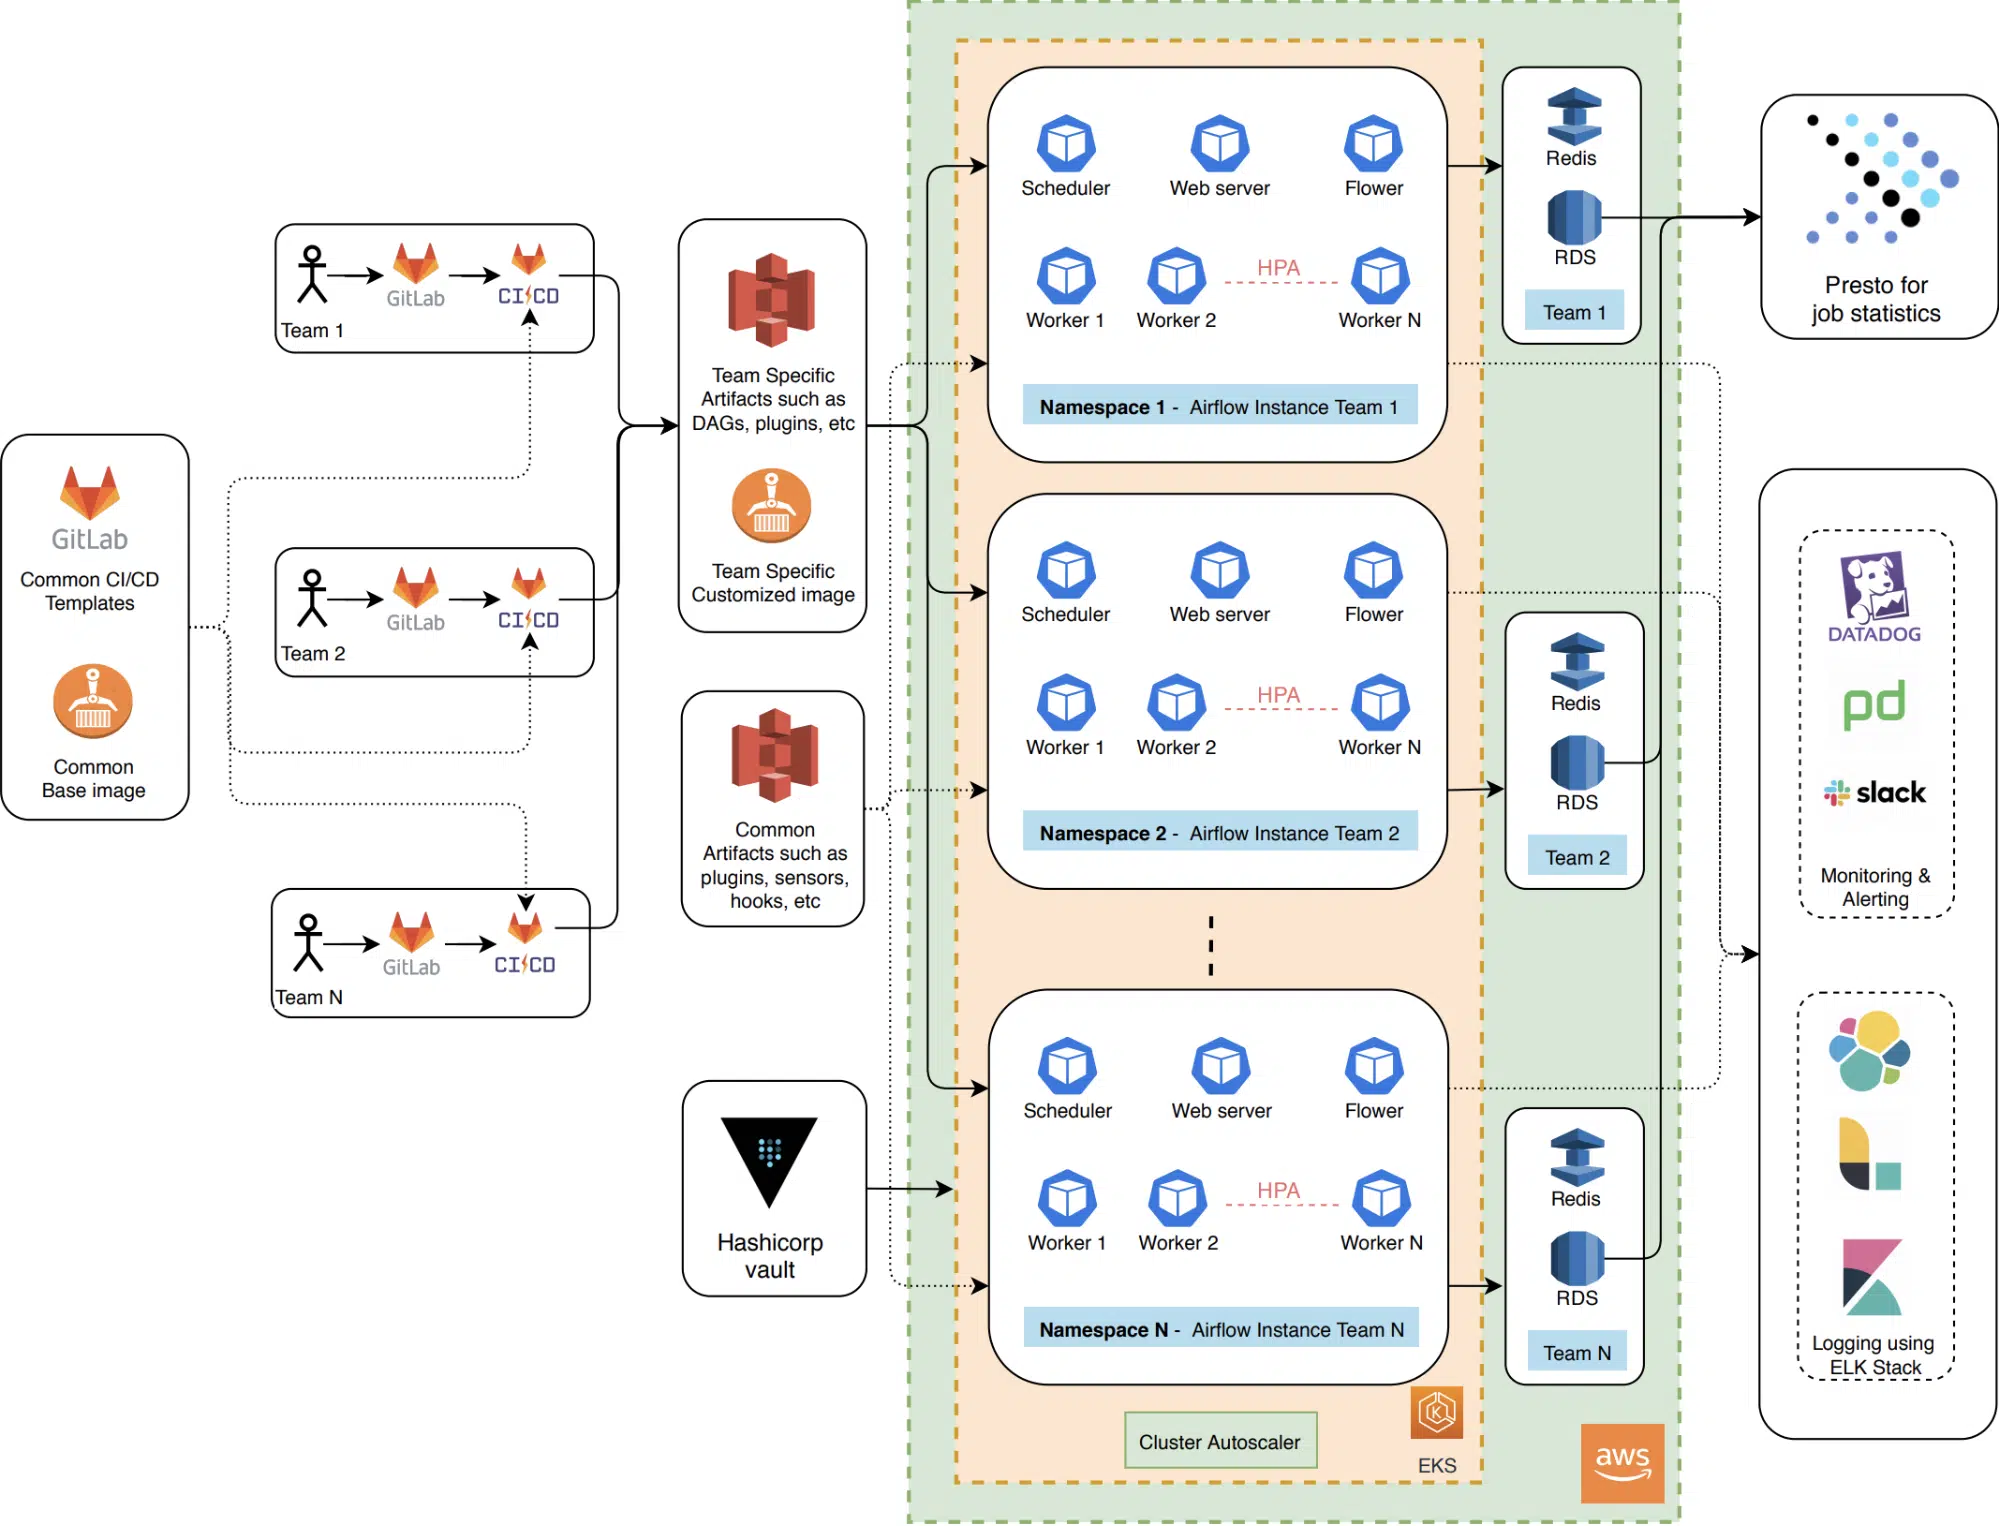 GitLab
Common CI/CD
Templates
Common
Base image
GitLab
CI/CD
Team 1
GitLab
CI/CD
Team 2
GitLab
CI/CD
Team N
Team Specific
Artifacts such as
DAGs, plugins, etc
Team Specific
Customized image
Common
Artifacts such as
plugins, sensors,
hooks, etc
Hashicorp
vault
Scheduler
Web server
Flower
HPA
Worker 1
Worker 2
Worker N
Namespace 1 - Airflow Instance Team 1
Scheduler
Web server
Flower
HPA
Worker 1
Worker 2
Worker N
Namespace 2 - Airflow Instance Team 2
Scheduler
Web server
Flower
HPA
Worker 1
Worker 2
Worker N
Namespace N - Airflow Instance Team N
Cluster Autoscaler
K
EKS
Redis
RDS
Team 1
Redis
RDS
Team 2
Redis
RDS
Team N
aws
Presto for
job statistics
DATADOG
pd
slack
Monitoring &
Alerting
Logging using
ELK Stack